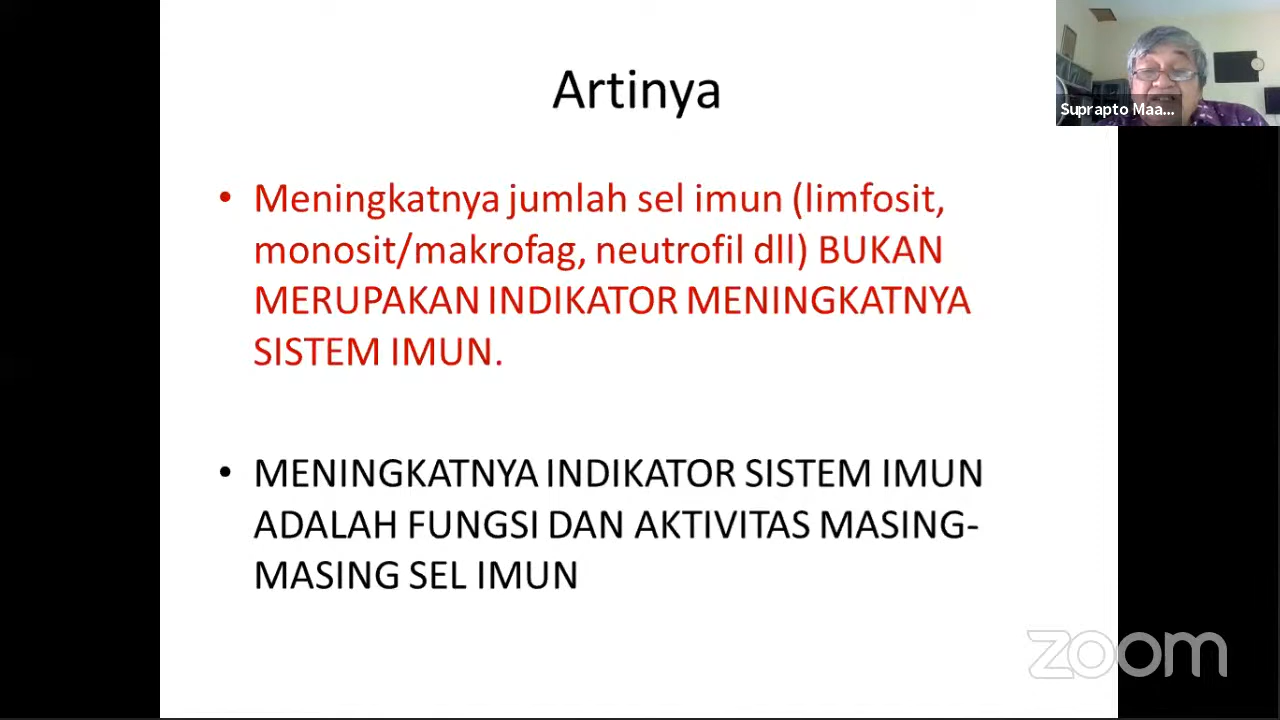 Artinya
Suprapto Maa...
• Meningkatnya jumlah sel imun (limfosit,
monosit/makrofag, neutrofil dll) BUKAN
MERUPAKAN INDIKATOR MENINGKATNYA
SISTEM IMUN.
• MENINGKATNYA INDIKATOR SISTEM IMUN
ADALAH FUNGSI DAN AKTIVITAS MASING-
MASING SEL IMUN
zoom